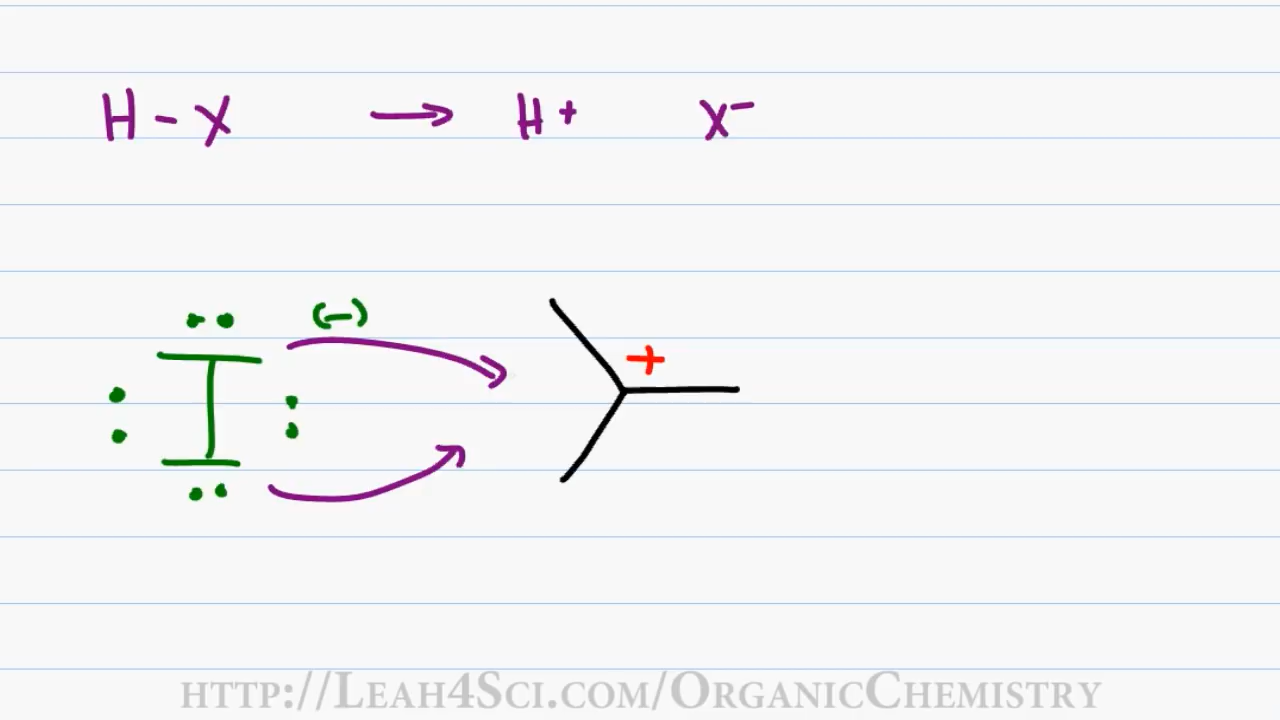 H - X → H+ X-
I (-) +
http://Leah4Sci.com/OrganicChemistry